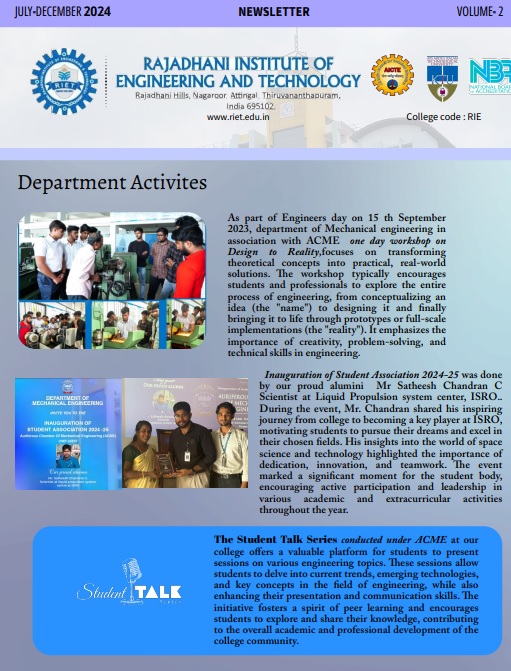 JULY-DECEMBER 2024
NEWSLETTER
VOLUME- 2
RIET
RAJADHANI INSTITUTE OF
ENGINEERING AND TECHNOLOGY
Rajadhani Hills, Nagaroor, Attingal, Thiruvananthapuram,
India 695102.
www.riet.edu.in
AICTE
NBA
NATIONAL BOARD
College code : RIE
Department Activites
As part of Engineers day on 15 th September
2023, department of Mechanical engineering in
association with ACME one day workshop on
Design to Reality,focuses on transforming
theoretical concepts into practical, real-world
solutions. The workshop typically encourages
students and professionals to explore the entire
process of engineering, from conceptualizing an
idea (the "name") to designing it and finally
bringing it to life through prototypes or full-scale
implementations (the "reality"). It emphasizes the
importance of creativity, problem-solving, and
technical skills in engineering.
DEPARTMENT OF
MECHANICAL ENGINEERING
INVITE YOU TO THE
INAUGURATION OF
STUDENT ASSOCIATION 2024-25
Inauguration of Student Association 2024-25 was done
by our proud alumini Mr Satheesh Chandran C
Scientist at Liquid Propulsion system center, ISRO..
During the event, Mr. Chandran shared his inspiring
journey from college to becoming a key player at ISRO,
motivating students to pursue their dreams and excel in
their chosen fields. His insights into the world of space
science and technology highlighted the importance of
dedication, innovation, and teamwork. The event
marked a significant moment for the student body,
encouraging active participation and leadership in
various academic and extracurricular activities
throughout the year.
Student TALK
The Student Talk Series conducted under ACME at our
college offers a valuable platform for students to present
sessions on various engineering topics. These sessions allow
students to delve into current trends, emerging technologies,
and key concepts in the field of engineering, while also
enhancing their presentation and communication skills. The
initiative fosters a spirit of peer learning and encourages
students to explore and share their knowledge, contributing
to the overall academic and professional development of the
college community.